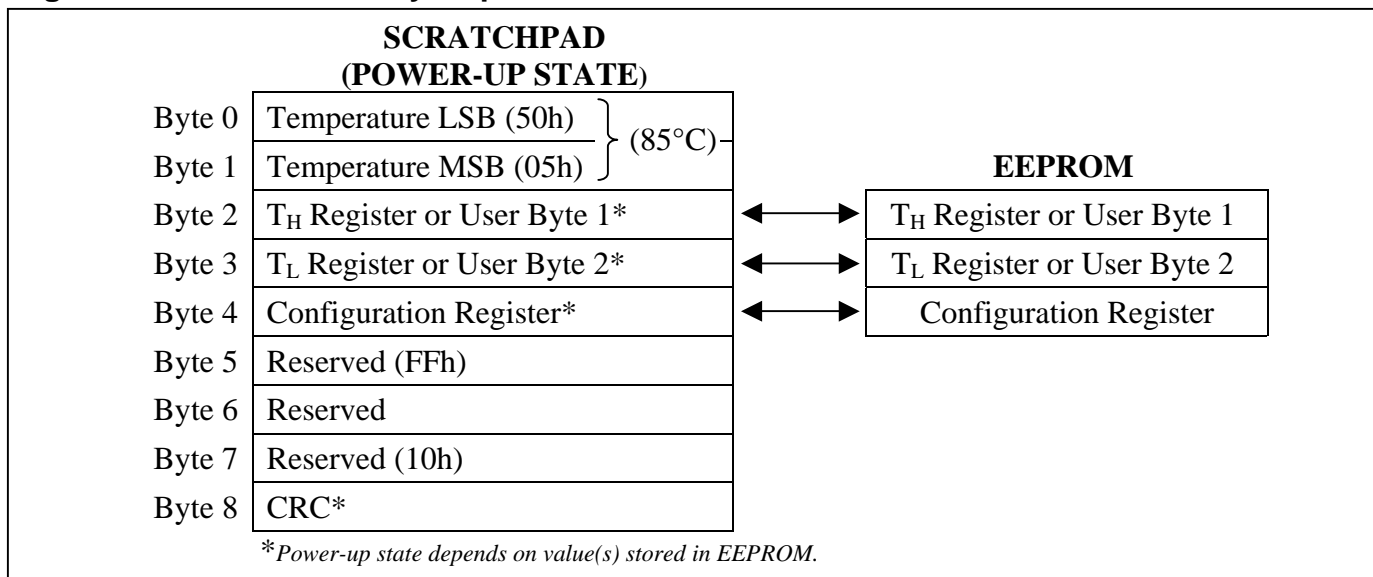 SCRATCHPAD
(POWER-UP STATE)
Byte 0 Temperature LSB (50h)
(85°C)
Byte 1 Temperature MSB (05h)
EEPROM
Byte 2 TH Register or User Byte 1* TH Register or User Byte 1
Byte 3 TL Register or User Byte 2* TL Register or User Byte 2
Byte 4 Configuration Register* Configuration Register
Byte 5 Reserved (FFh)
Byte 6 Reserved
Byte 7 Reserved (10h)
Byte 8 CRC*
*Power-up state depends on value(s) stored in EEPROM.